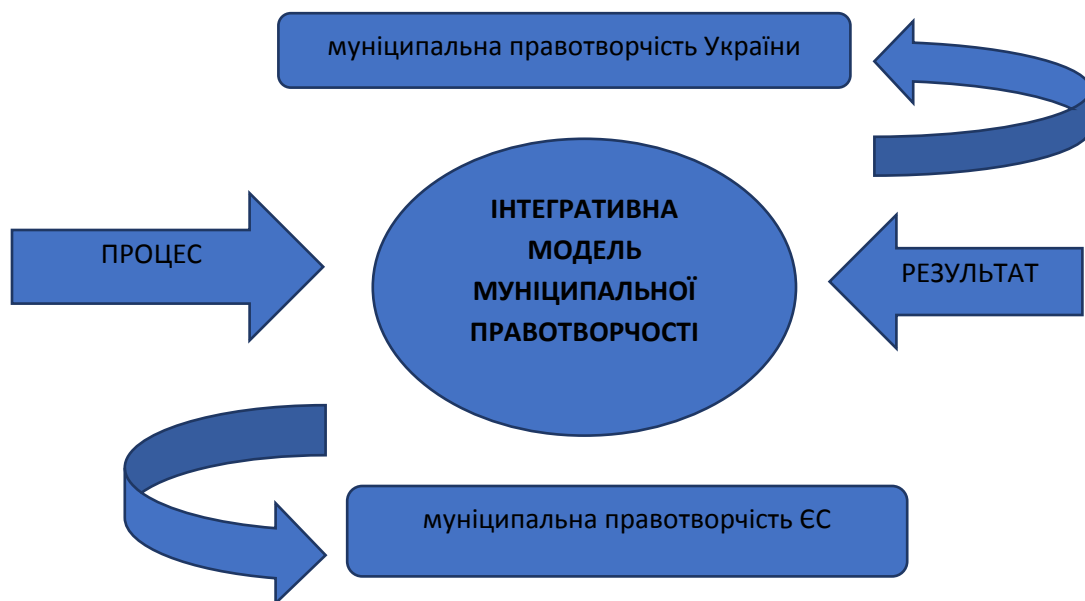 муніципальна правотворчість України
ПРОЦЕС
ІНТЕГРАТИВНА
МОДЕЛЬ
МУНІЦИПАЛЬНОЇ
ПРАВОТВОРЧОСТІ
РЕЗУЛЬТАТ
муніципальна правотворчість ЄС